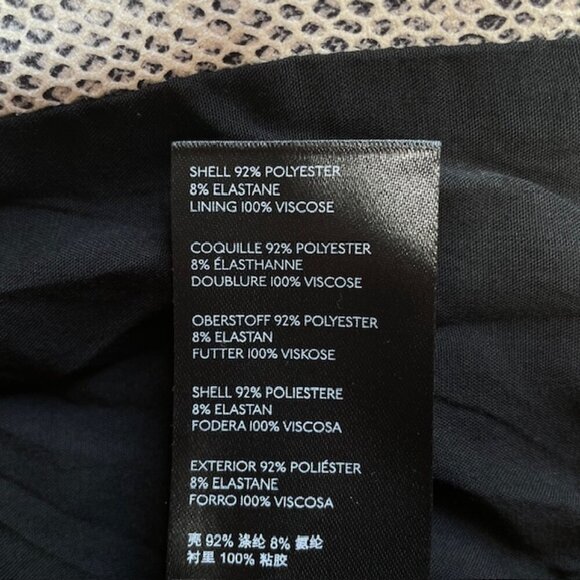 SHELL 92% POLYESTER
8% ELASTANE
LINING 100% VISCOSE
COQUILLE 92% POLYESTER
8% ÉLASTHANNE
DOUBLURE 100% VISCOSE
OBERSTOFF 92% POLYESTER
8% ELASTAN
FUTTER 100% VISKOSE
SHELL 92% POLIESTERE
8% ELASTAN
FODERA 100% VISCOSA
EXTERIOR 92% POLIÉSTER
8% ELASTANE
FORRO 100% VISCOSA
壳 92% 涤纶 8% 氨纶
衬里 100% 粘胶